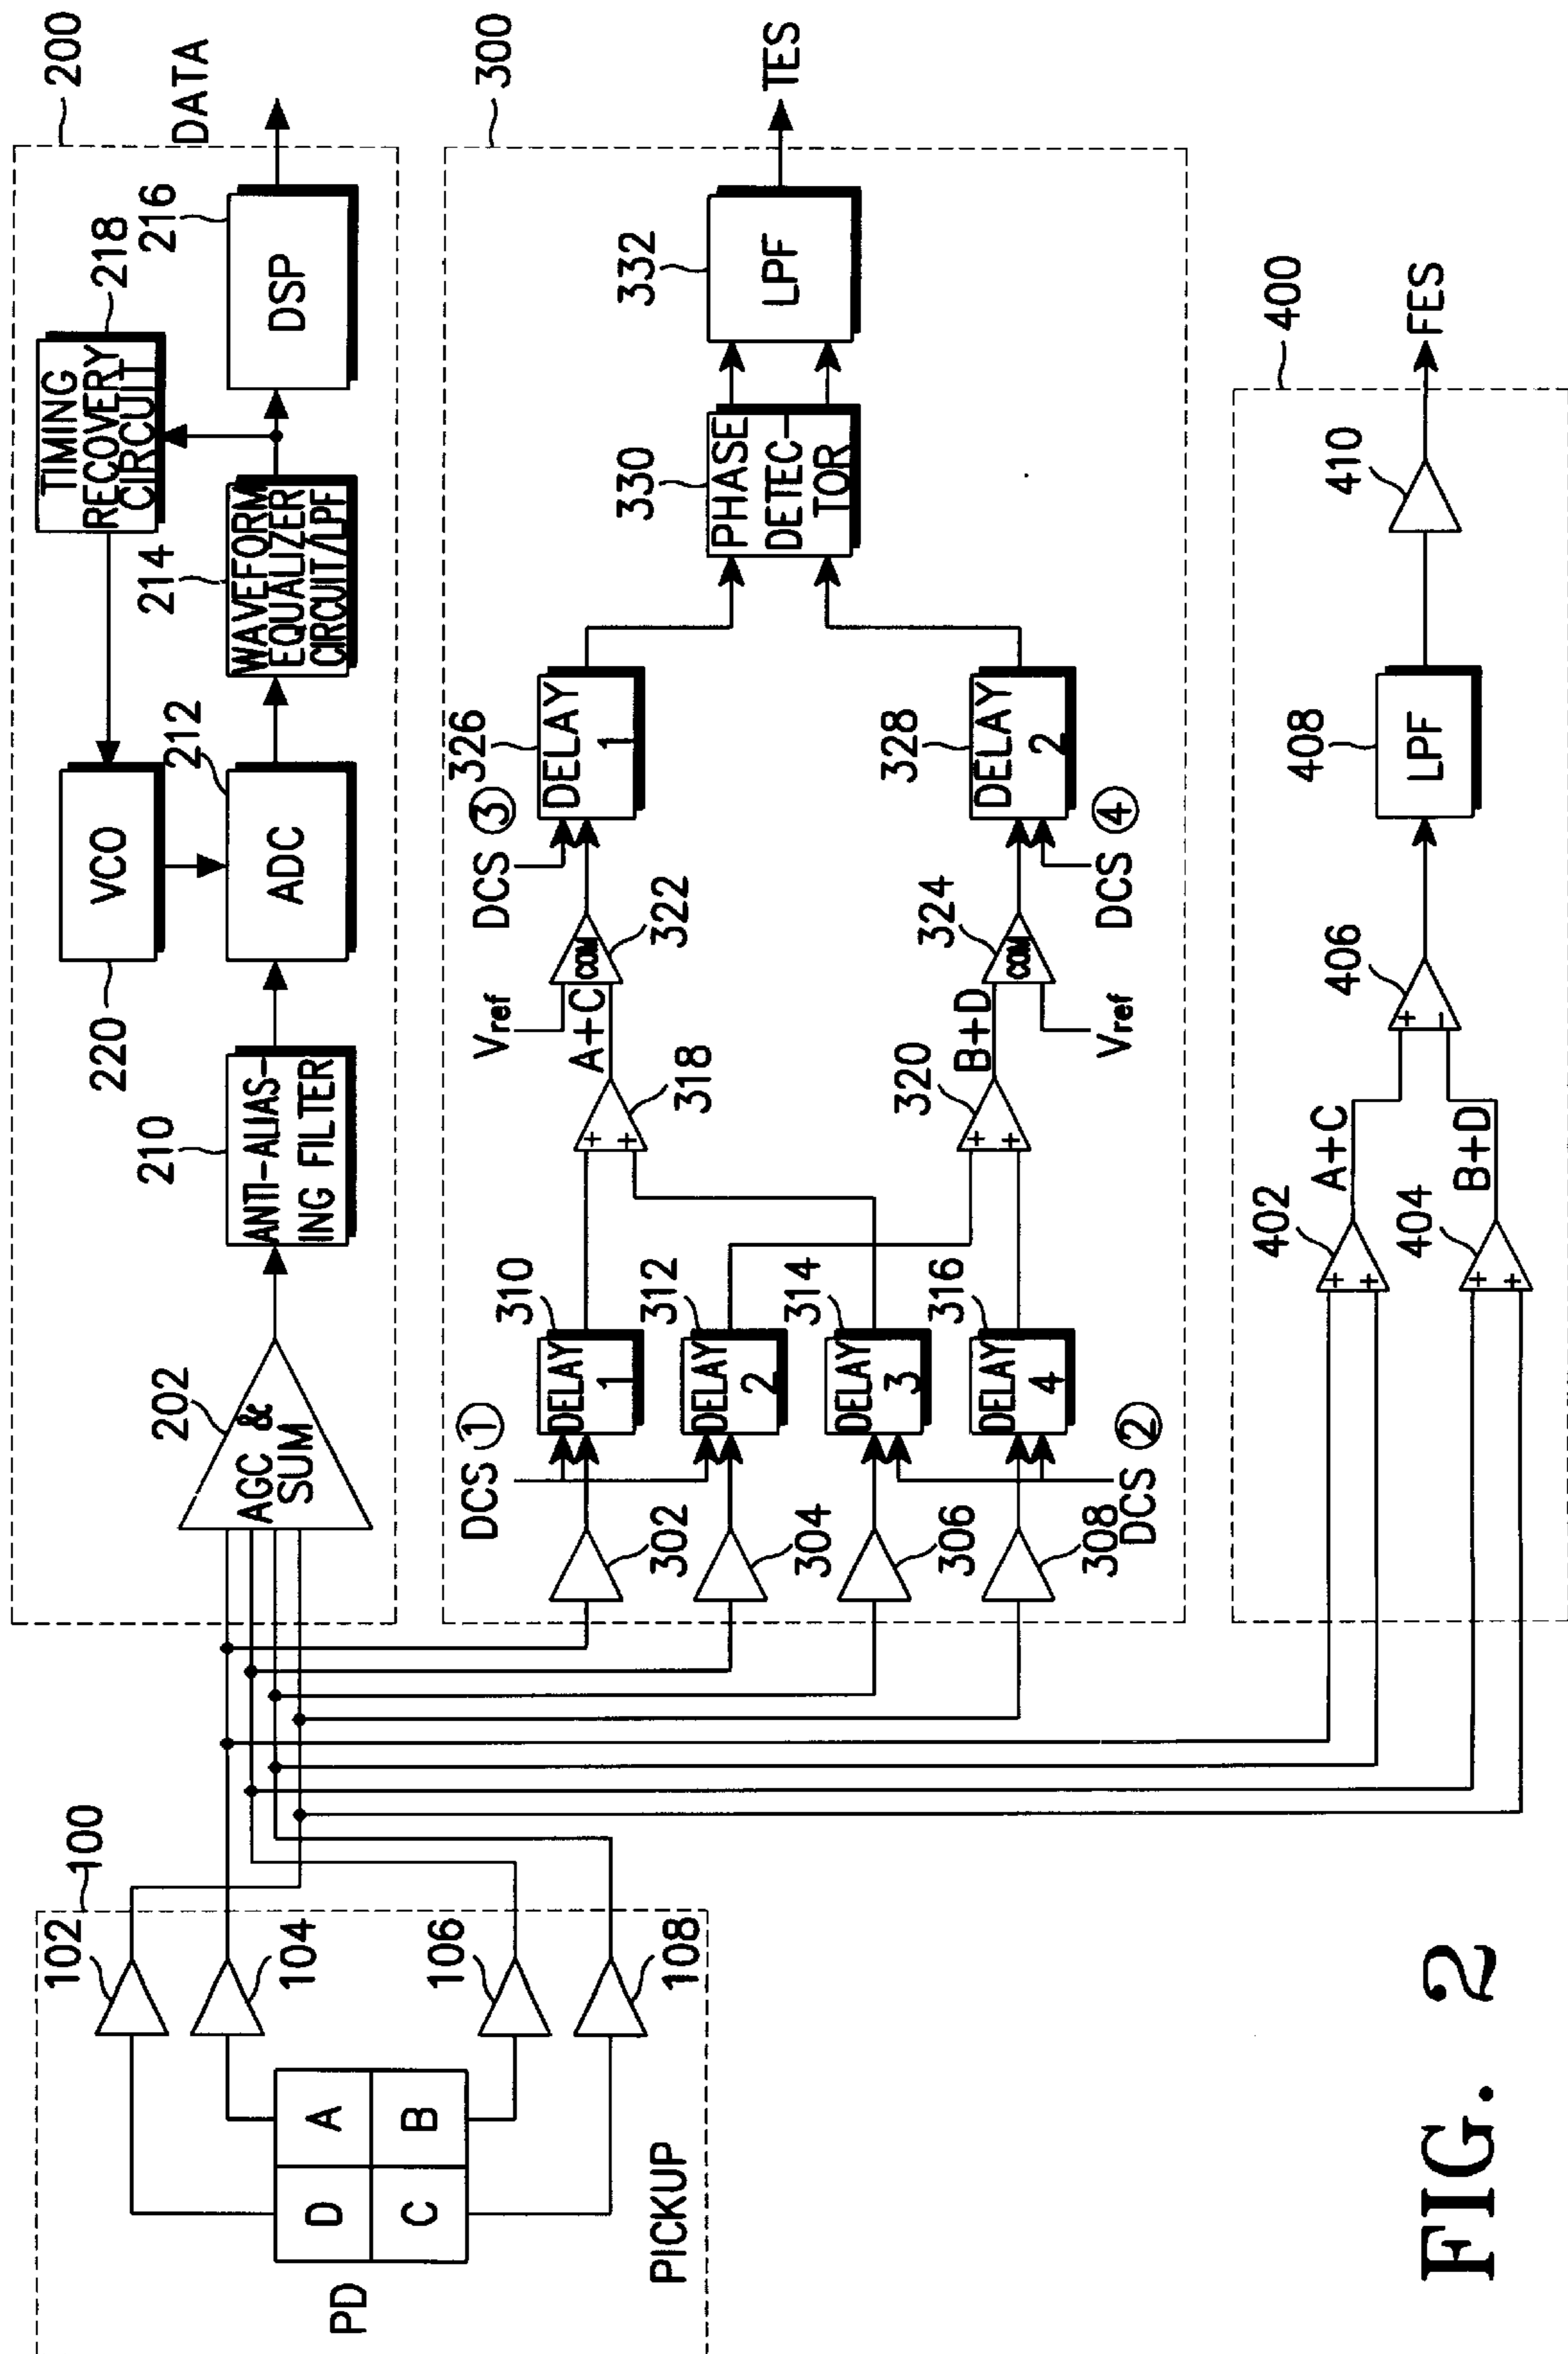 200
DATA
218
216
TIMING
RECOVERY
CIRCUIT
DSP
214
WAVEFORM
EQUALIZER
CIRCUIT/LPF
VCO
220
212
ADC
210
ANTI-ALIAS-
ING FILTER
202
AGC &
SUM
300
TES
332
LPF
330
PHASE
DETEC-
TOR
326
DELAY
1
DCS ③
328
DELAY
2
DCS ④
322
COM
Vref
A+C
324
COM
Vref
B+D
318
+
+
320
+
+
310
DELAY
1
312
DELAY
2
314
DELAY
3
316
DELAY
4
DCS ①
DCS ②
302
304
306
308
400
FES
410
408
LPF
406
+
-
A+C
B+D
402
+
+
404
+
+
100
102
104
106
108
D
A
C
B
PD
PICKUP
FIG. 2